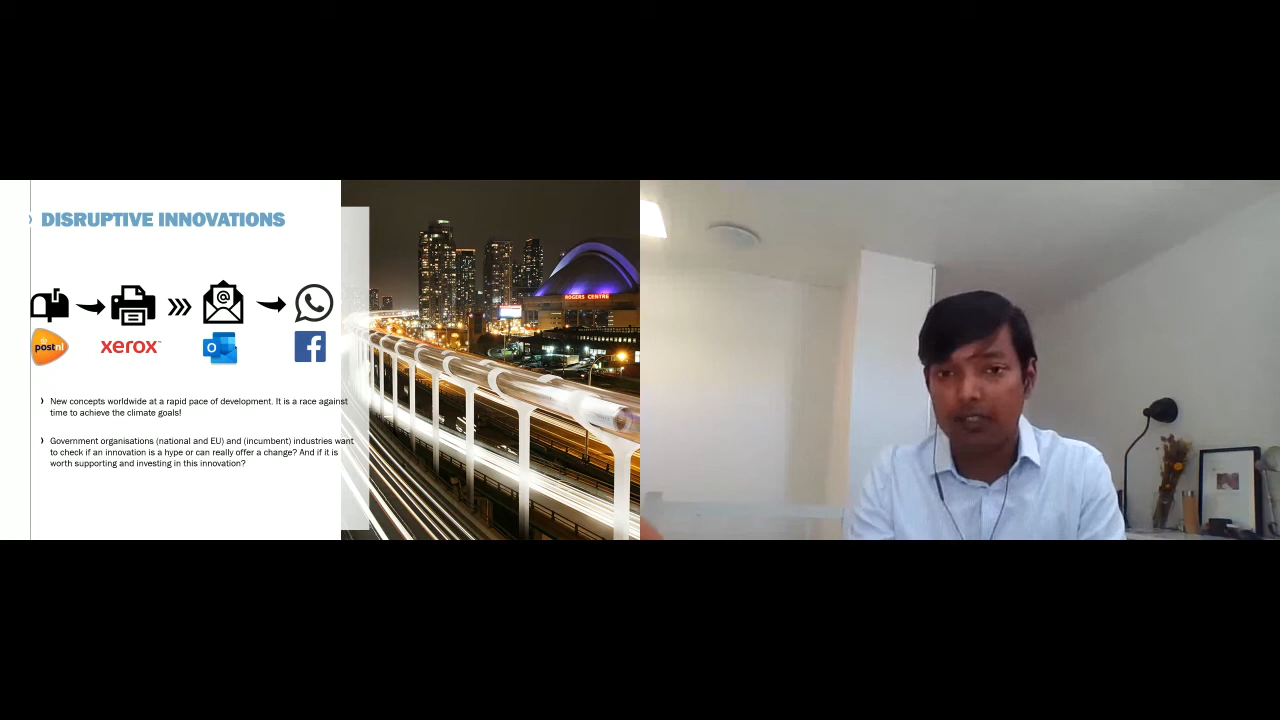 DISRUPTIVE INNOVATIONS
@
postnl
xerox™
O
f
› New concepts worldwide at a rapid pace of development. It is a race against
time to achieve the climate goals!
› Government organisations (national and EU) and (incumbent) industries want
to check if an innovation is a hype or can really offer a change? And if it is
worth supporting and investing in this innovation?
ROGERS CENTRE